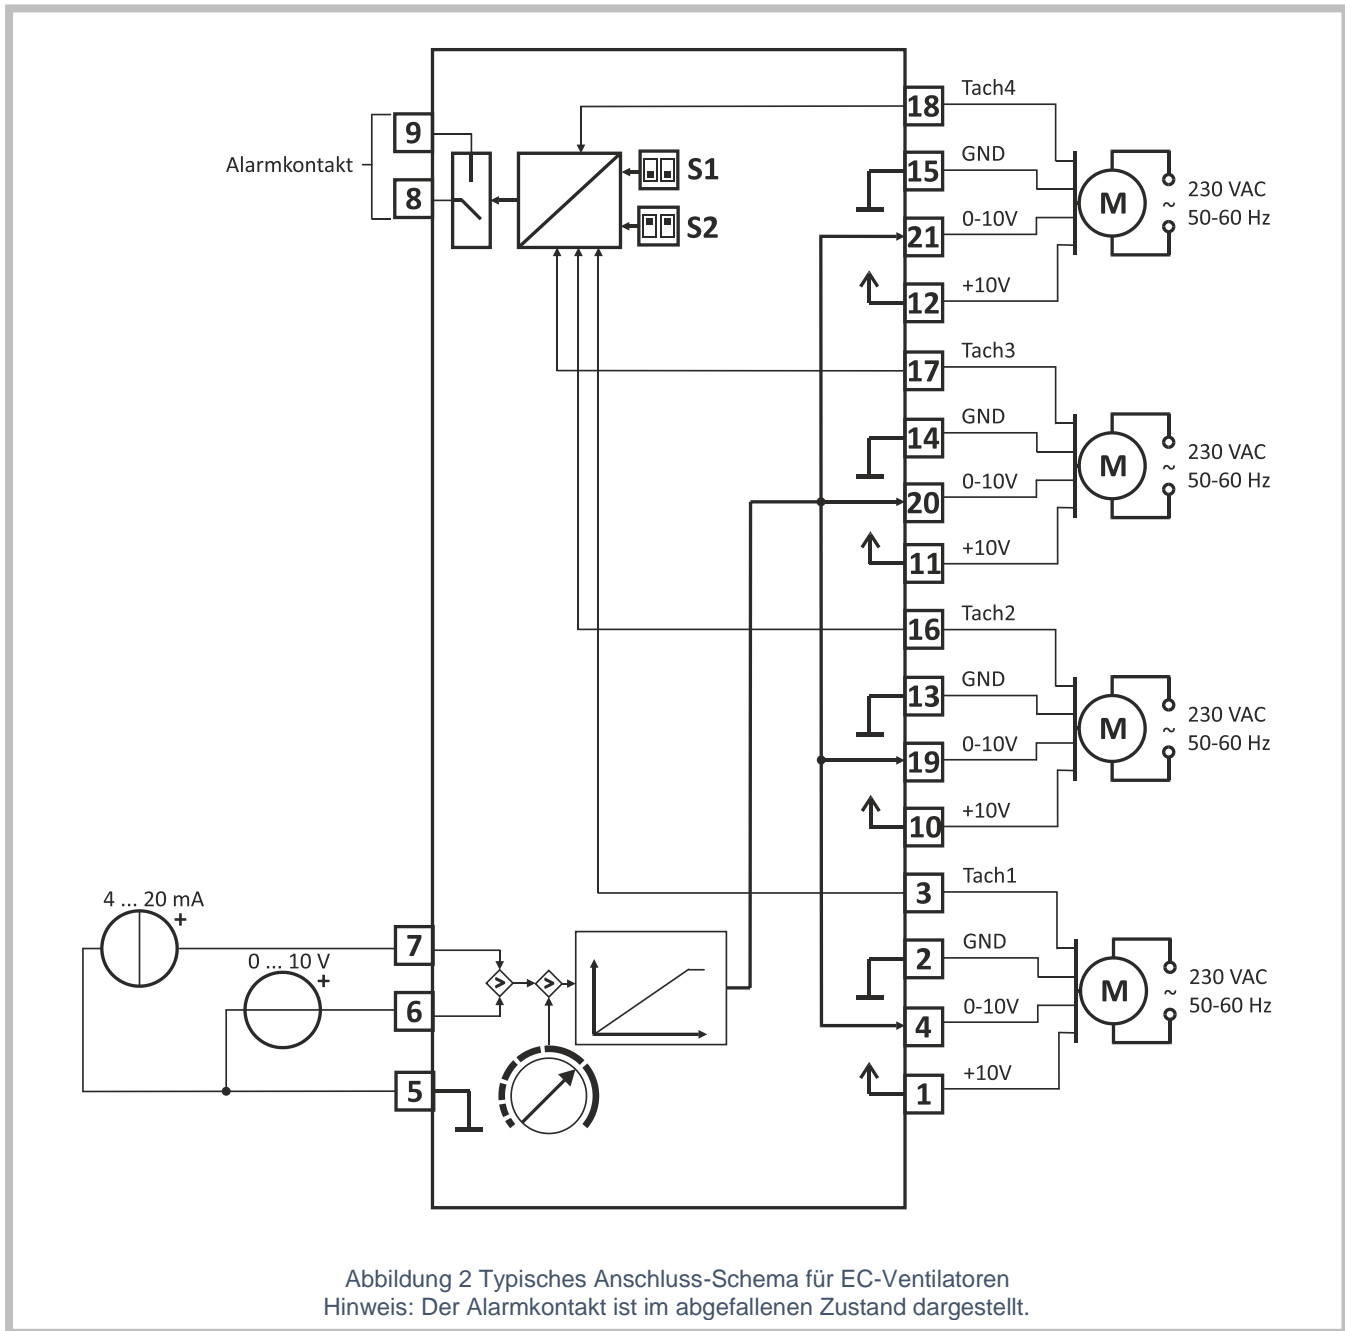 18
Tach4
9
Alarmkontakt
8
S1
S2
15
GND
21
0-10V
12
+10V
M
230 VAC
~
50-60 Hz
17
Tach3
14
GND
20
0-10V
11
+10V
M
230 VAC
~
50-60 Hz
16
Tach2
13
GND
19
0-10V
10
+10V
M
230 VAC
~
50-60 Hz
3
Tach1
2
GND
4
0-10V
1
+10V
M
230 VAC
~
50-60 Hz
4 ... 20 mA
+
7
0 ... 10 V
+
6
5
>
>
Abbildung 2 Typisches Anschluss-Schema für EC-Ventilatoren
Hinweis: Der Alarmkontakt ist im abgefallenen Zustand dargestellt.